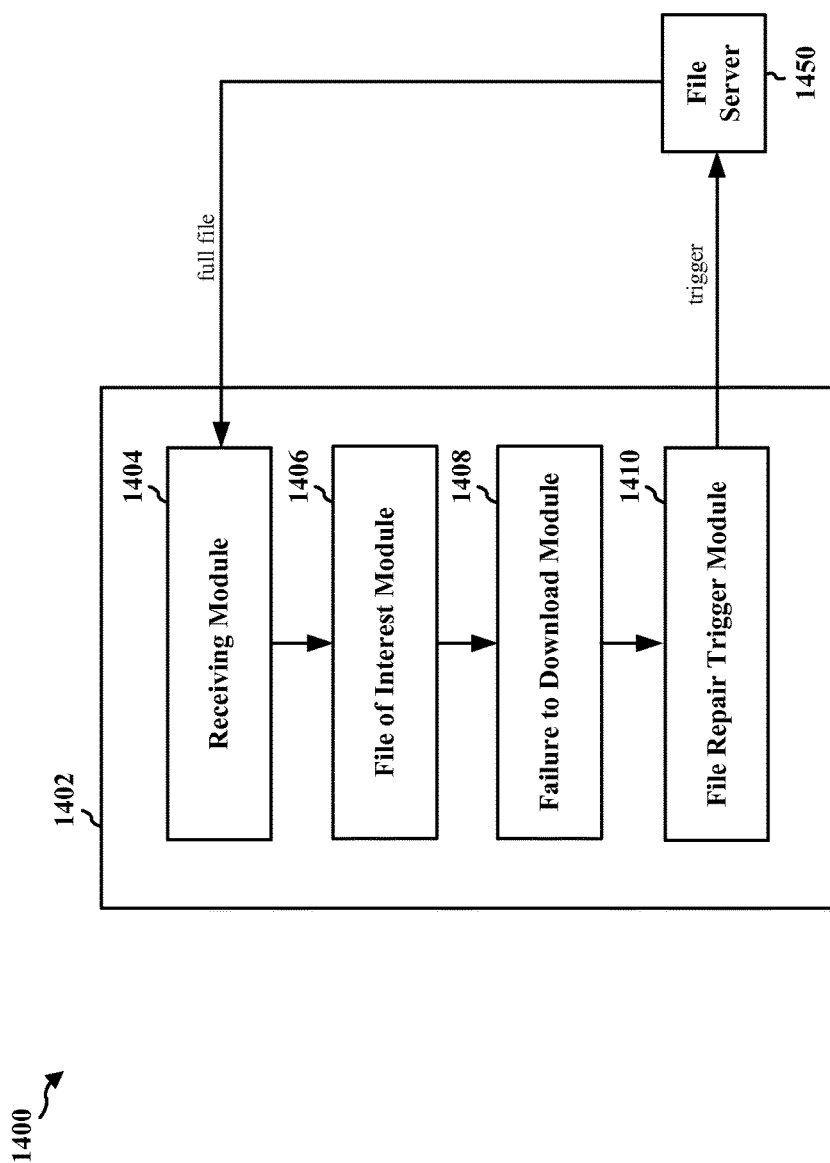 1400
1402
1404
Receiving Module
1406
File of Interest Module
1408
Failure to Download Module
1410
File Repair Trigger Module
full file
trigger
File
Server
1450